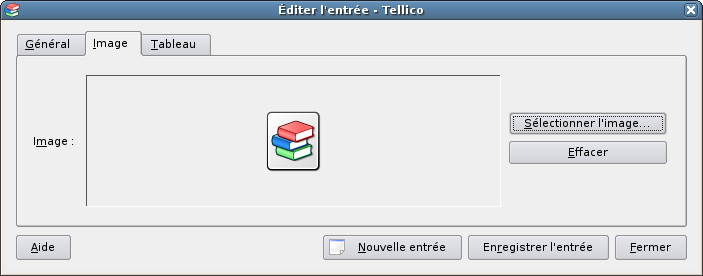 Éditer l'entrée - Tellico
Général Image Tableau
Image :
Sélectionner l'image...
Effacer
Aide Nouvelle entrée Enregistrer l'entrée Fermer